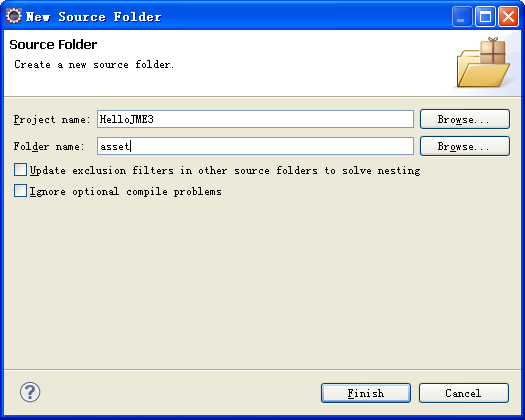 New Source Folder
Source Folder
Create a new source folder.
Project name: HelloJME3 Browse...
Folder name: asset Browse...
Update exclusion filters in other source folders to solve nesting
Ignore optional compile problems
? Finish Cancel